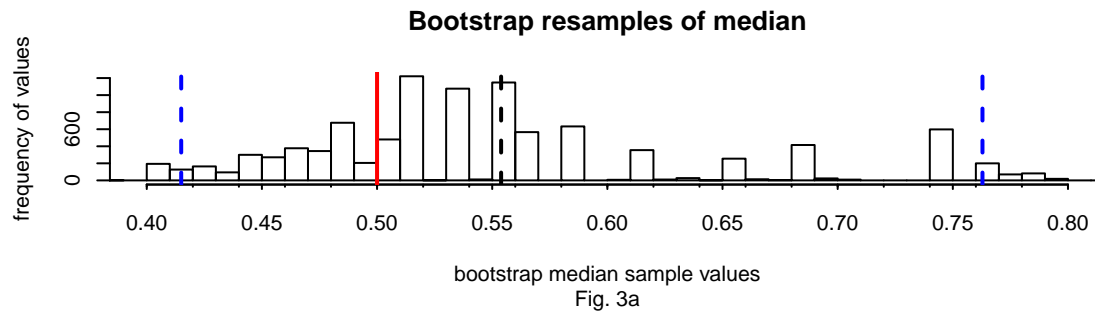 Bootstrap resamples of median
frequency of values
600
0
0.40 0.45 0.50 0.55 0.60 0.65 0.70 0.75 0.80
bootstrap median sample values
Fig. 3a